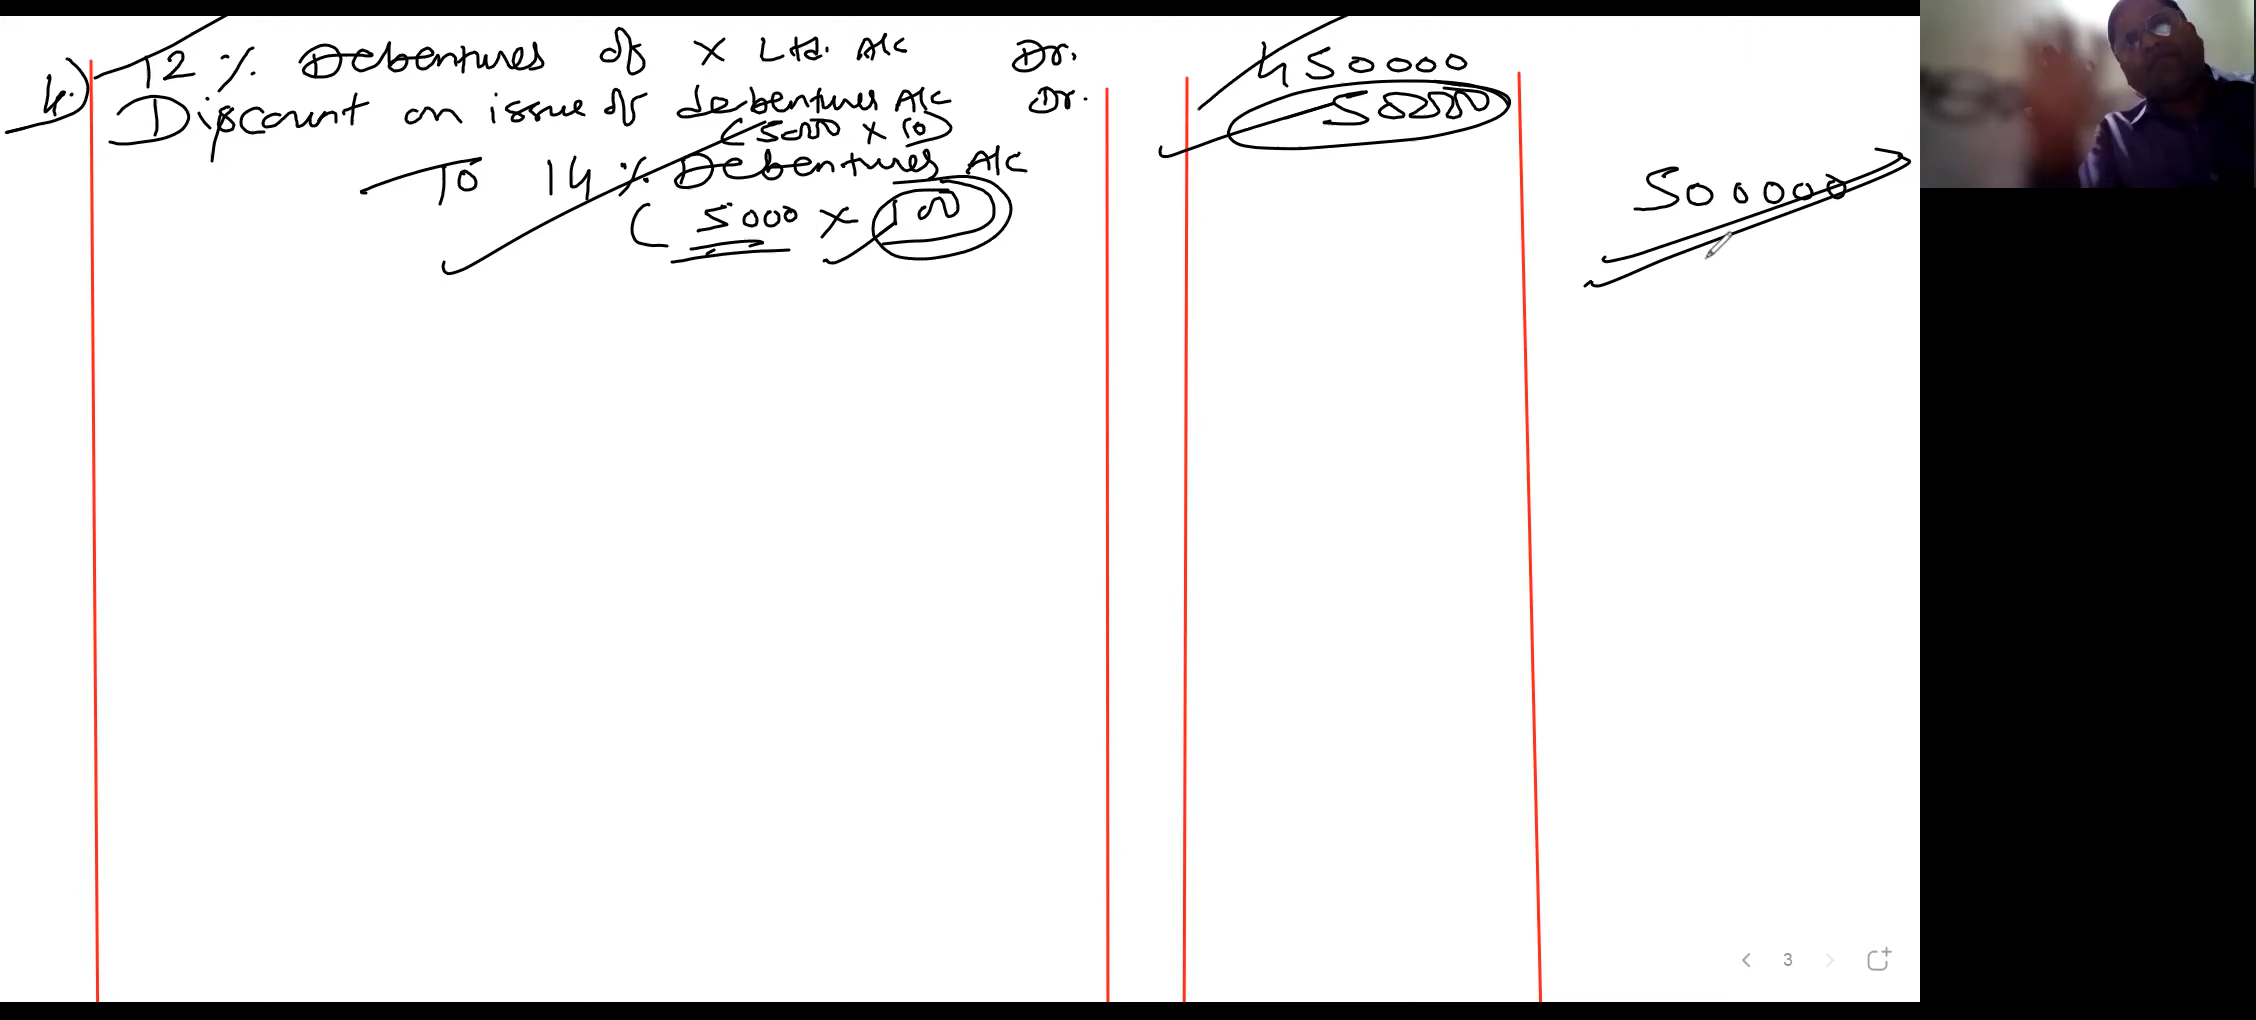 4.) 12 % Debentures of X Ltd. A/c Dr. 450000
Discount on issue of debentures A/c Dr. 50000
(5000 x 10)
To 14 % Debentures A/c 500000
(5000 x 100)
3